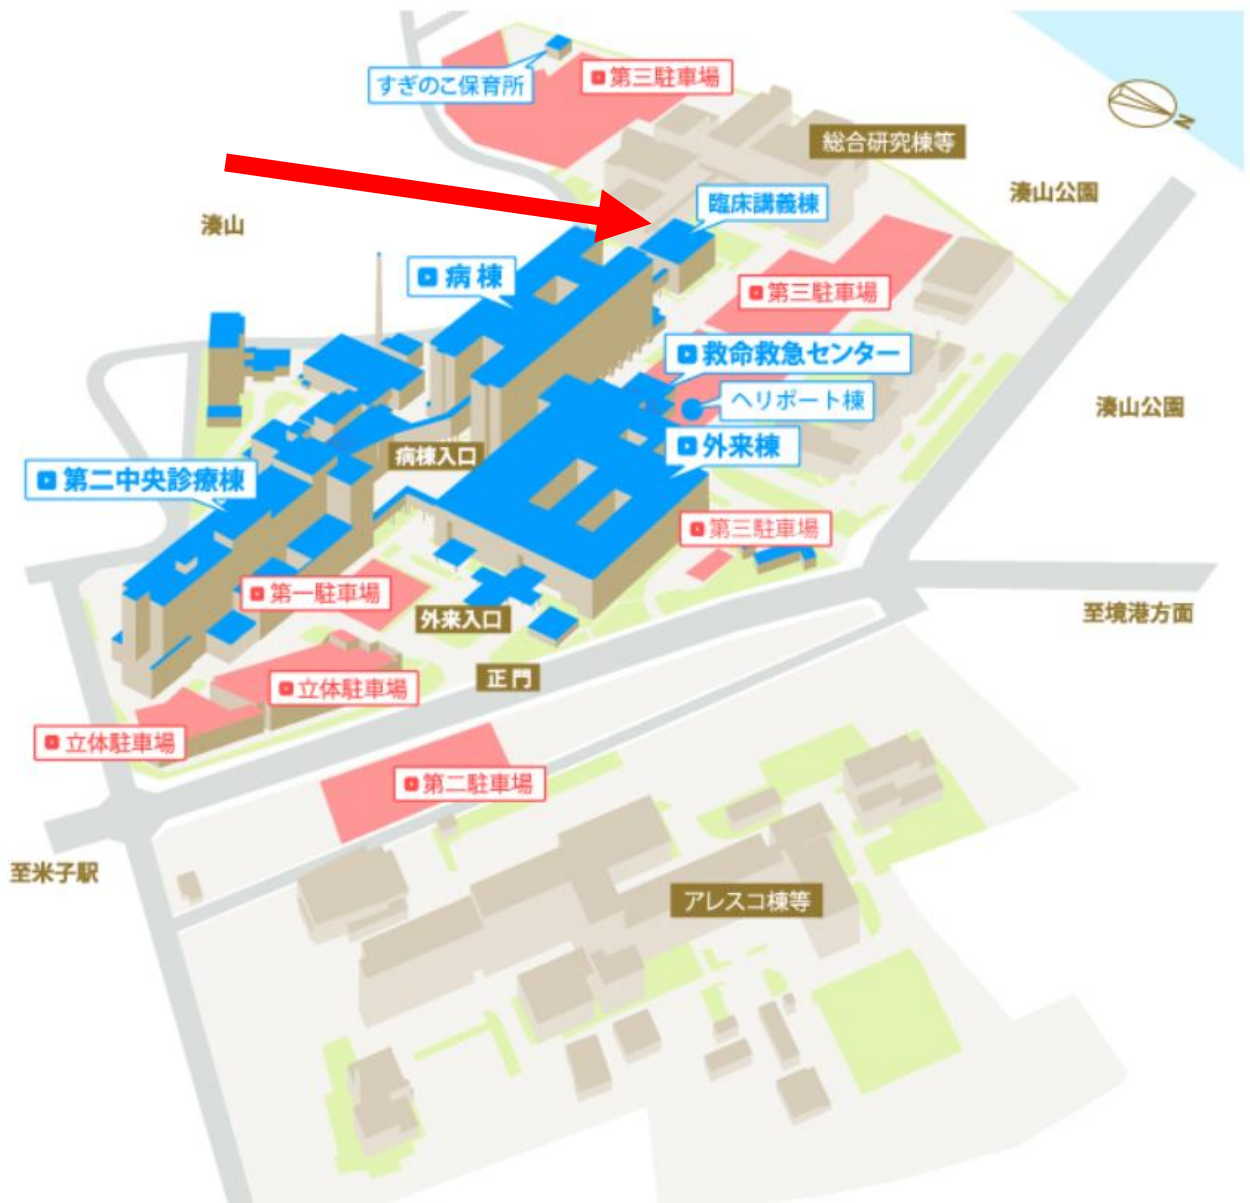 すぎのこ保育所
第三駐車場
総合研究棟等
N
湊山公園
臨床講義棟
湊山
病棟
第三駐車場
救命救急センター
ヘリポート棟
湊山公園
外来棟
病棟入口
第二中央診療棟
第三駐車場
第一駐車場
外来入口
至境港方面
正門
立体駐車場
立体駐車場
第二駐車場
至米子駅
アレスコ棟等